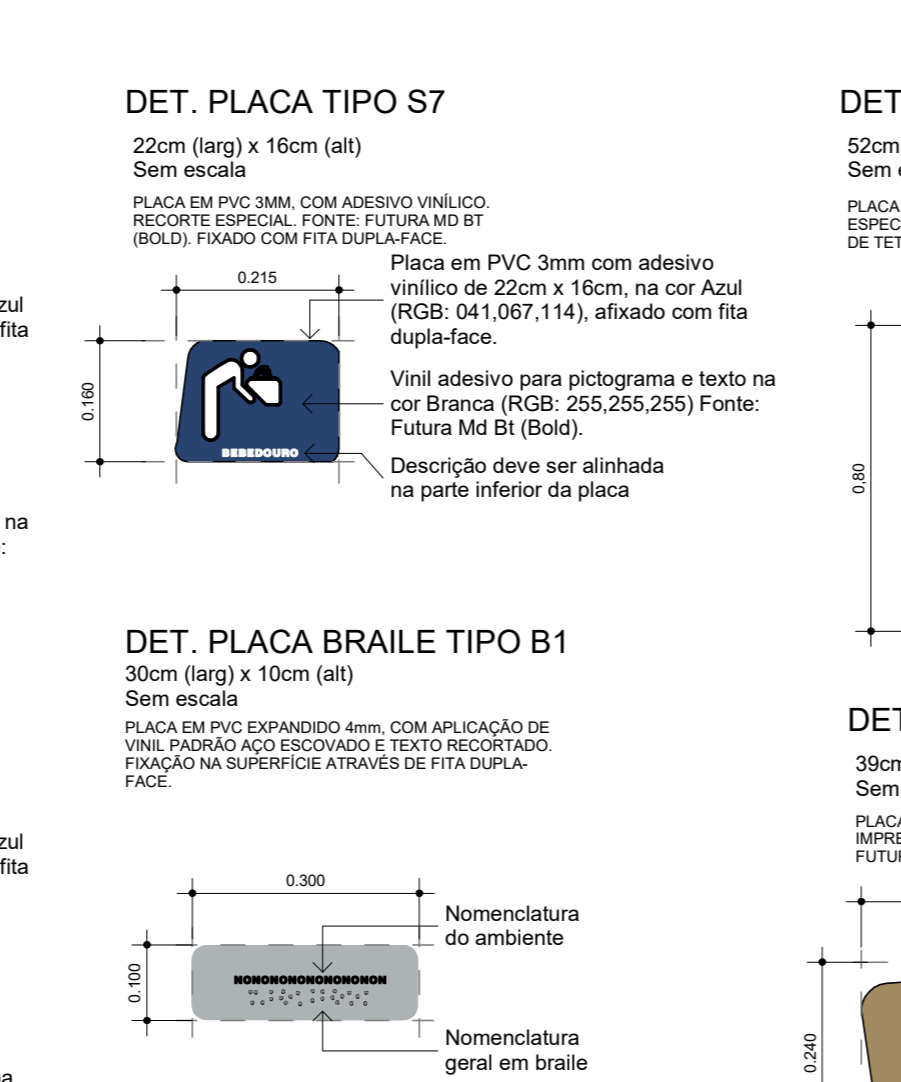 DET. PLACA TIPO S7
22cm (larg) x 16cm (alt)
Sem escala
PLACA EM PVC 3MM, COM ADESIVO VINÍLICO.
RECORTE ESPECIAL. FONTE: FUTURA MD BT
(BOLD). FIXADO COM FITA DUPLA-FACE.
0.215
0.160
BEBEDOURO
Placa em PVC 3mm com adesivo
vinílico de 22cm x 16cm, na cor Azul
(RGB: 041,067,114), afixado com fita
dupla-face.
Vinil adesivo para pictograma e texto na
cor Branca (RGB: 255,255,255) Fonte:
Futura Md Bt (Bold).
Descrição deve ser alinhada
na parte inferior da placa
DET. PLACA BRAILE TIPO B1
30cm (larg) x 10cm (alt)
Sem escala
PLACA EM PVC EXPANDIDO 4mm, COM APLICAÇÃO DE
VINIL PADRÃO AÇO ESCOVADO E TEXTO RECORTADO.
FIXAÇÃO NA SUPERFÍCIE ATRAVÉS DE FITA DUPLA-
FACE.
0.300
0.100
NONONONONONONONON
Nomenclatura
do ambiente
Nomenclatura
geral em braile
fita
na
:
fita
DET
52cm
Sem
PLACA
ESPEC
DE TET
0,80
DET
39cm
Sem
PLACA
IMPRE
FUTUR
0.240